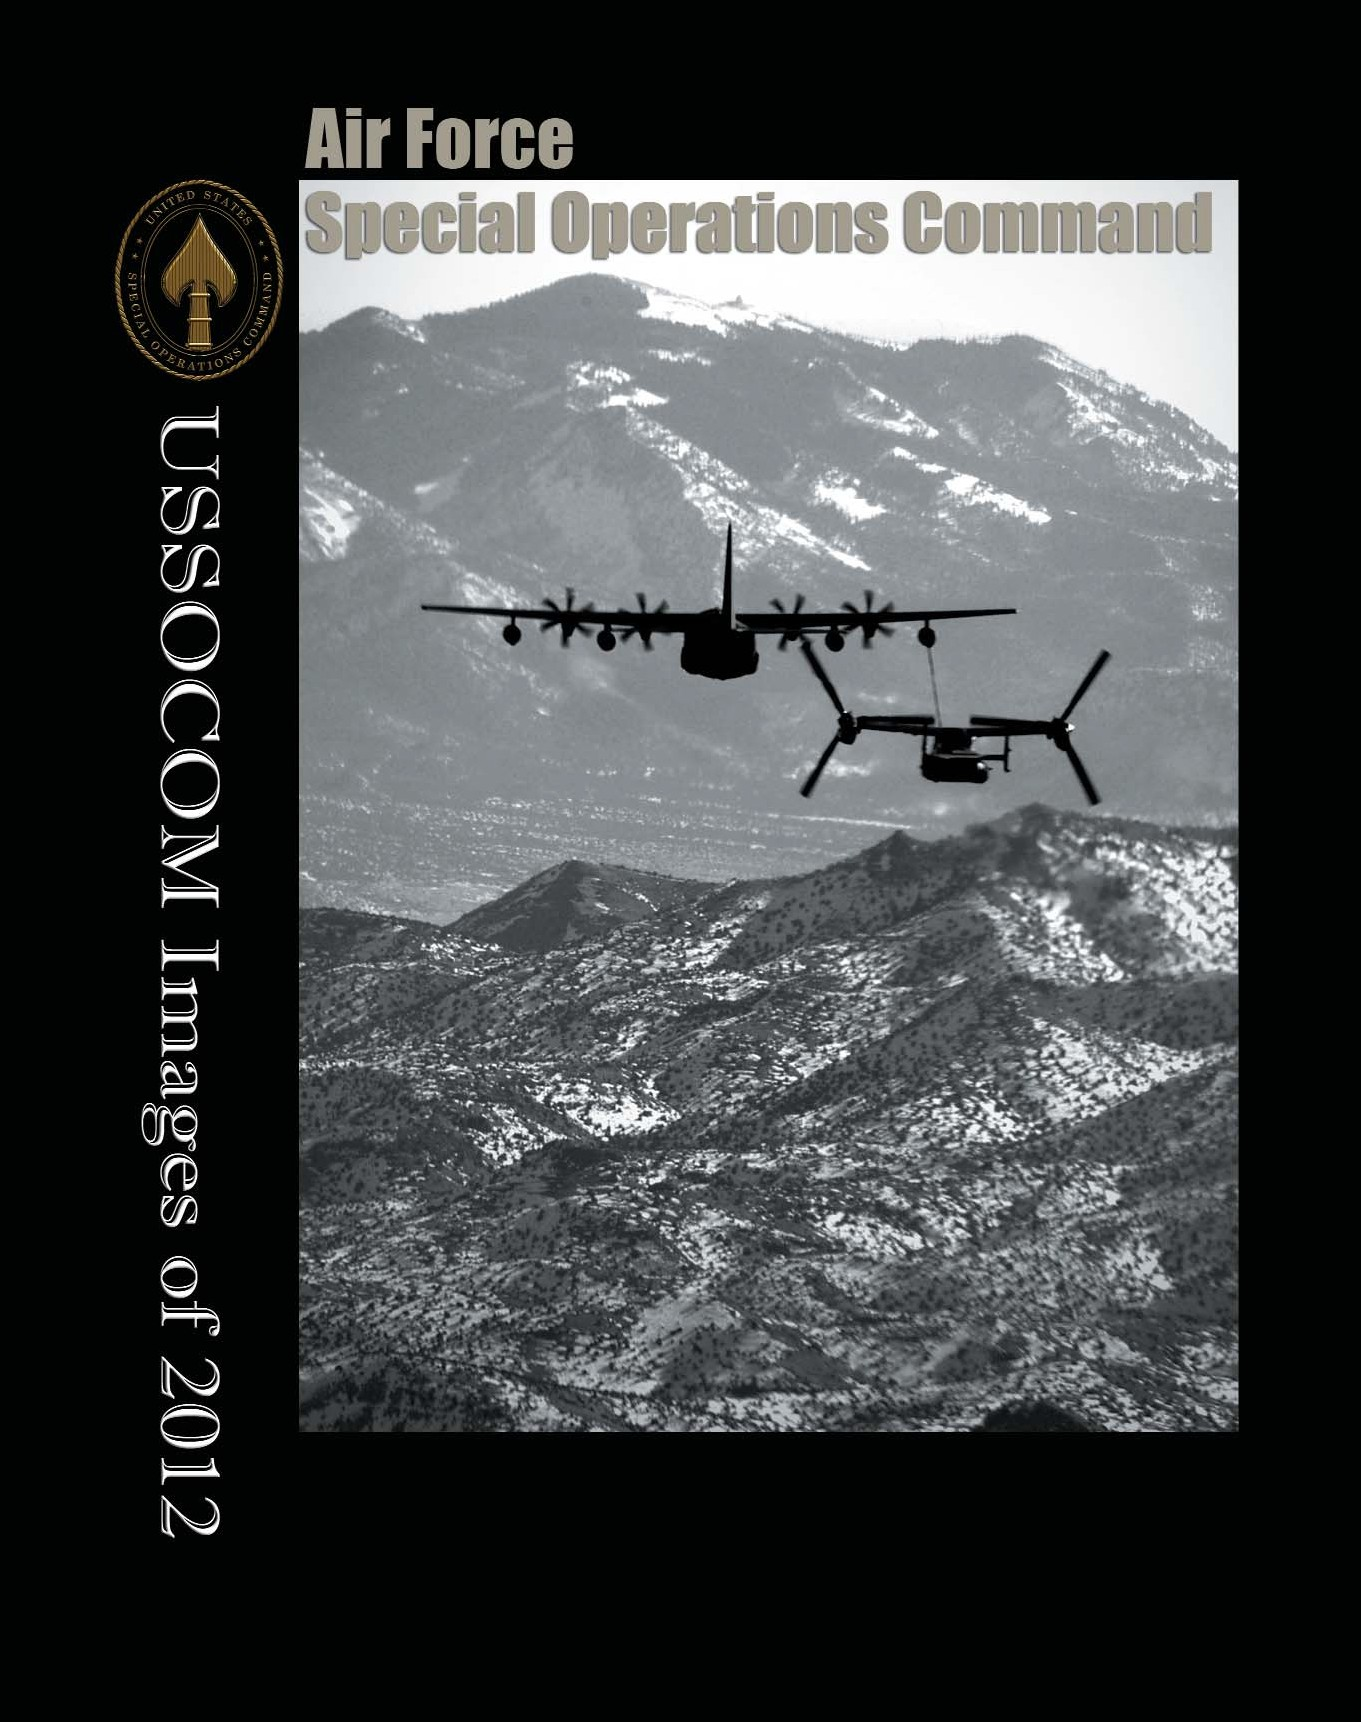 Air Force
Special Operations Command
UNITED STATES
SPECIAL OPERATIONS COMMAND
USSOCOM Images of 2012